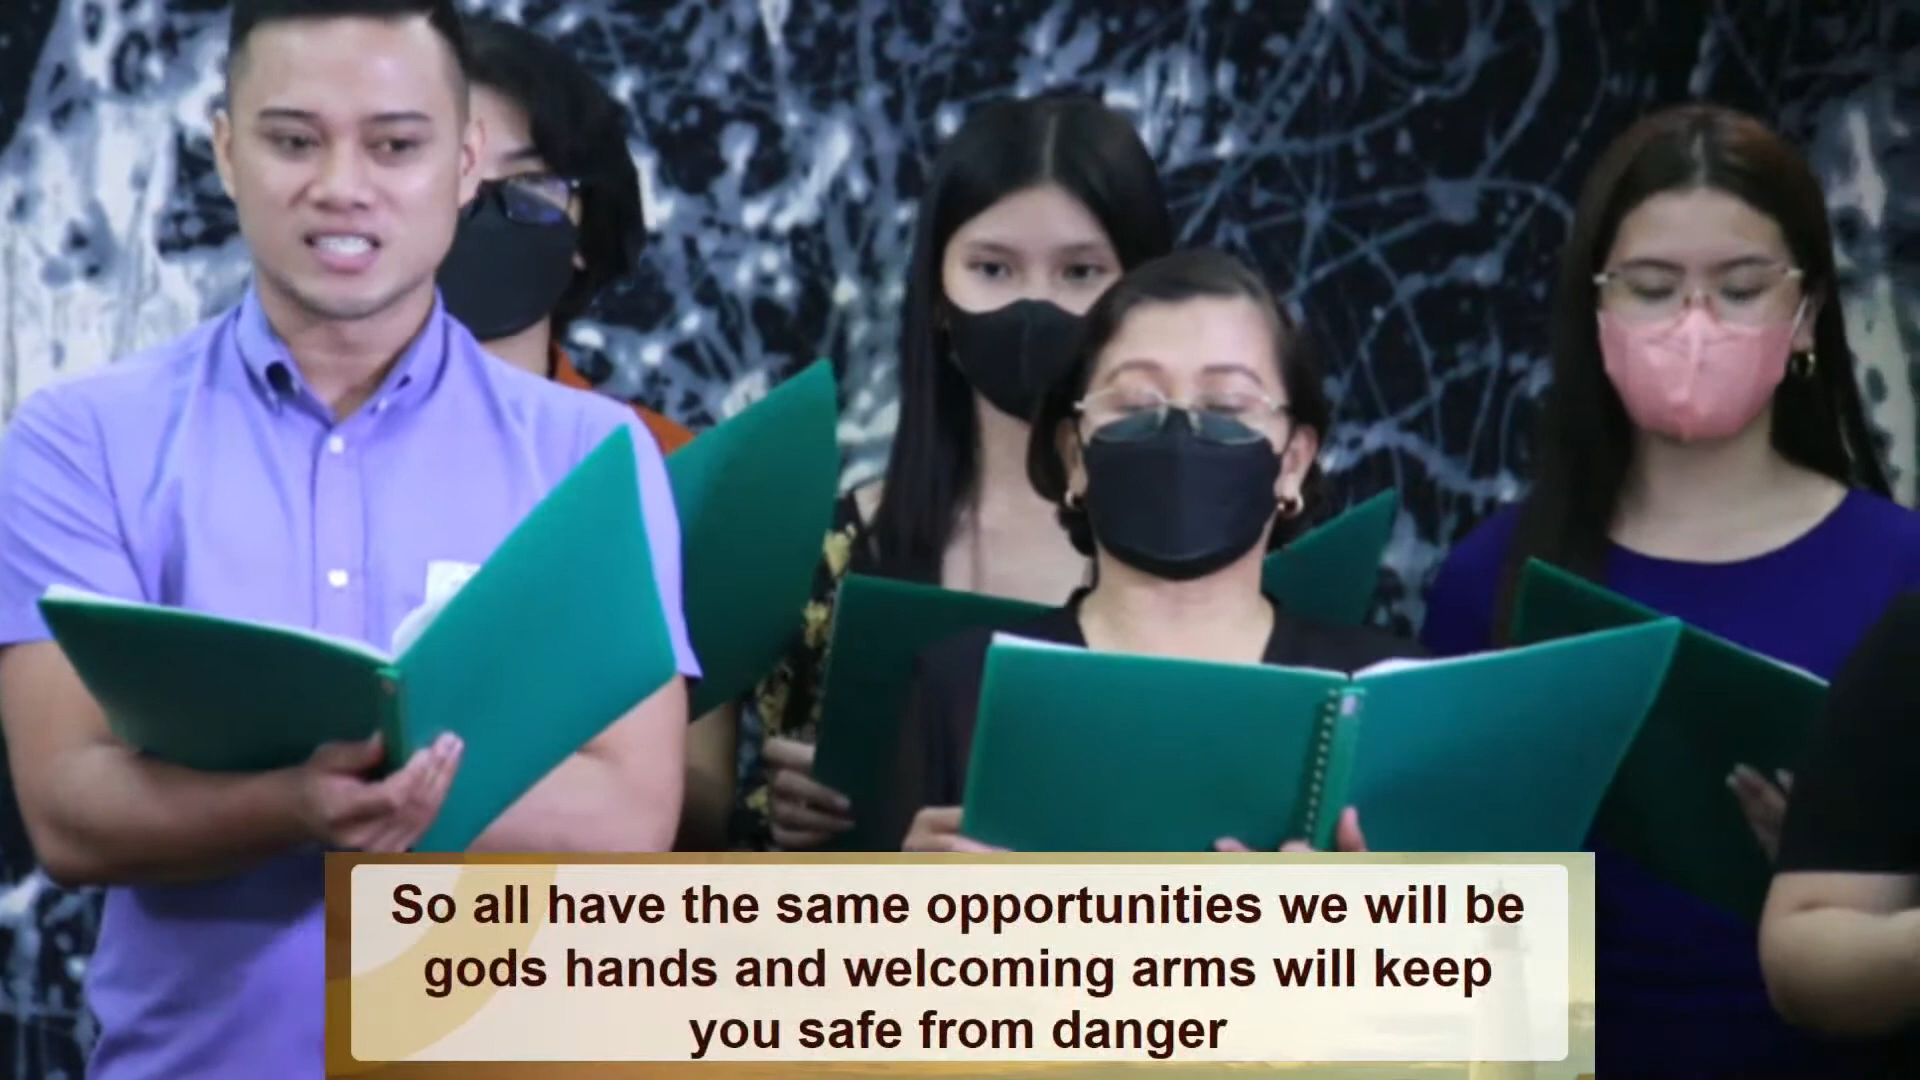 So all have the same opportunities we will be
gods hands and welcoming arms will keep
you safe from danger